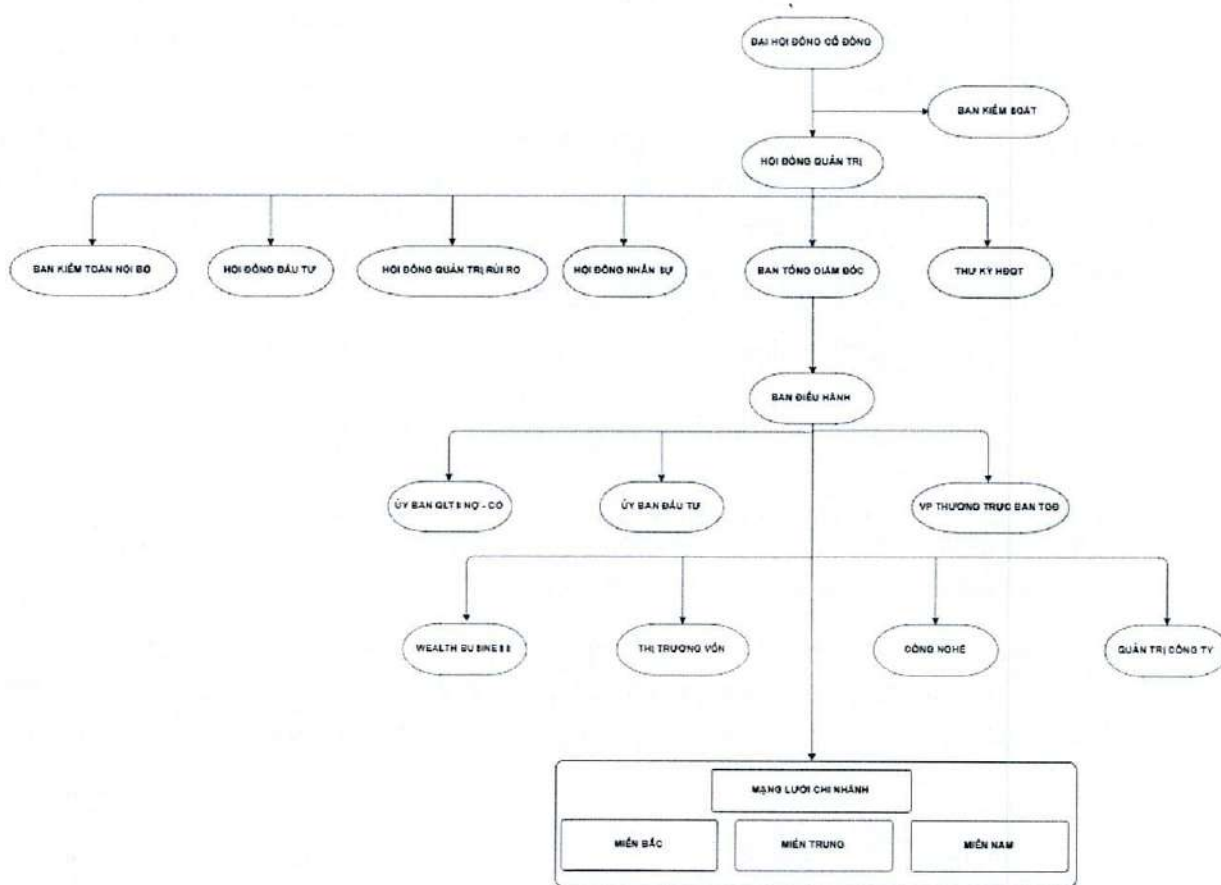 ĐẠI HỘI ĐỒNG CỔ ĐÔNG
BAN KIỂM SOÁT
HỘI ĐỒNG QUẢN TRỊ
BAN KIỂM TOÁN NỘI BỘ
HỘI ĐỒNG ĐẦU TƯ
HỘI ĐỒNG QUẢN TRỊ RỦI RO
HỘI ĐỒNG NHÂN SỰ
BAN TỔNG GIÁM ĐỐC
THƯ KÝ HĐQT
BAN ĐIỀU HÀNH
ỦY BAN QLTS NỢ - CÓ
ỦY BAN ĐẦU TƯ
VP THƯỜNG TRỰC BAN TGĐ
WEALTH BUSINESS
THỊ TRƯỜNG VỐN
CÔNG NGHỆ
QUẢN TRỊ CÔNG TY
MẠNG LƯỚI CHI NHÁNH
MIỀN BẮC
MIỀN TRUNG
MIỀN NAM